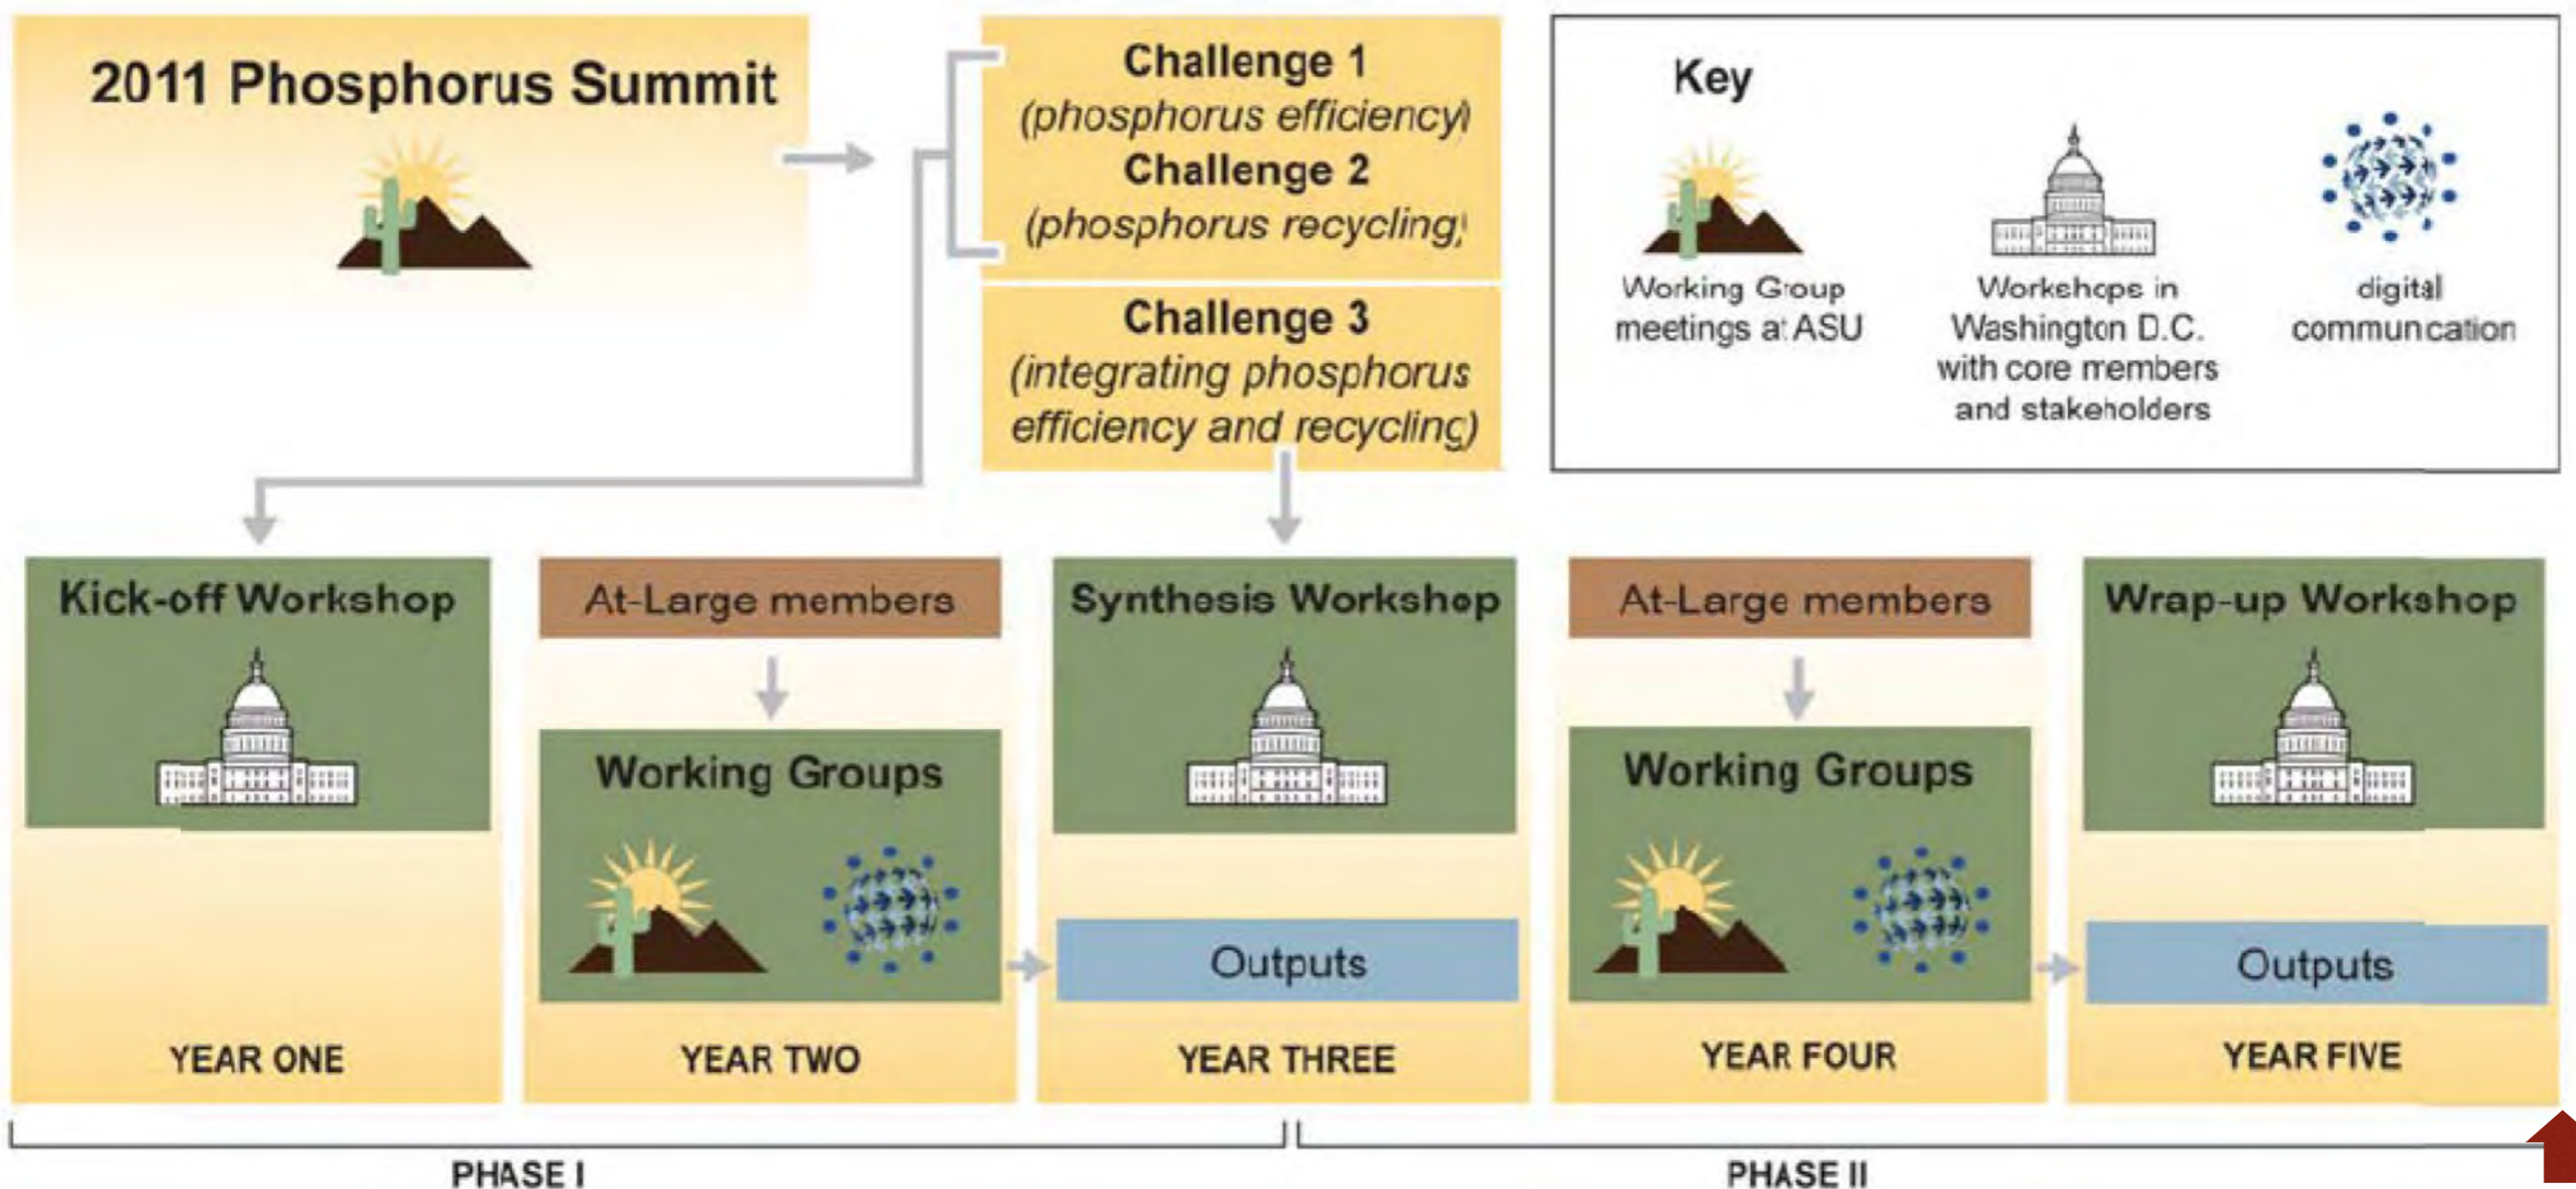 2011 Phosphorus Summit
Challenge 1
(phosphorus efficiency)
Challenge 2
(phosphorus recycling)
Challenge 3
(integrating phosphorus
efficiency and recycling)
Key
Working Group
meetings at ASU
Workshops in
Washington D.C.
with core members
and stakeholders
digital
communcation
Kick-off Workshop
YEAR ONE
At-Large members
Working Groups
YEAR TWO
Synthesis Workshop
Outputs
YEAR THREE
At-Large members
Working Groups
YEAR FOUR
Wrap-up Workshop
Outputs
YEAR FIVE
PHASE I
PHASE II